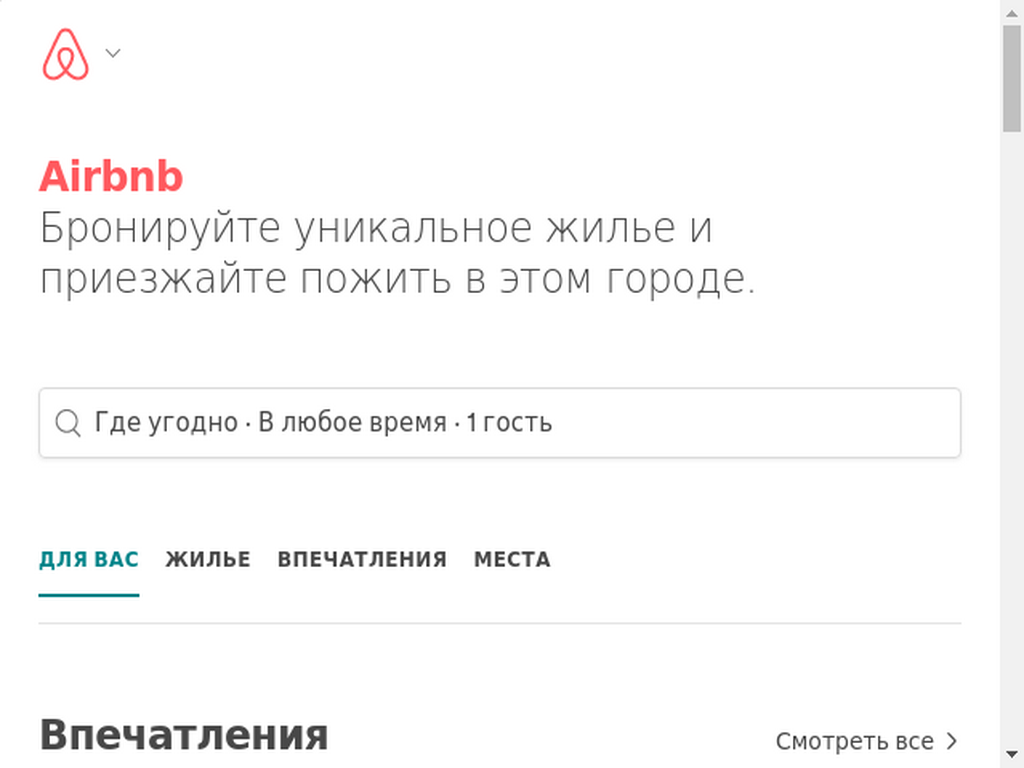 Airbnb
Бронируйте уникальное жилье и
приезжайте пожить в этом городе.
Где угодно · В любое время · 1 гость
ДЛЯ ВАС ЖИЛЬЕ ВПЕЧАТЛЕНИЯ МЕСТА
Впечатления Смотреть все